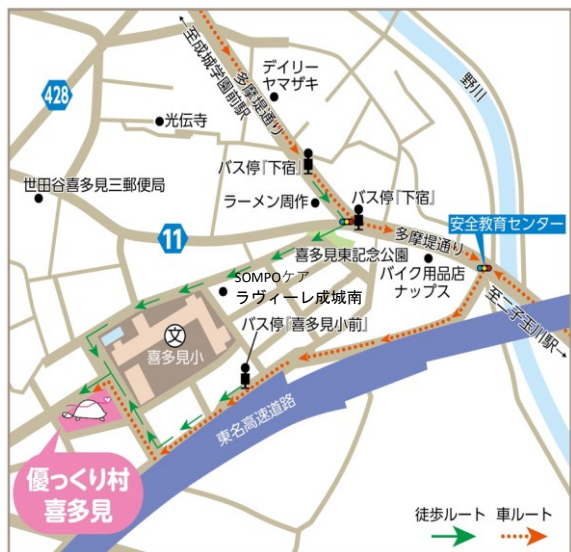 デイリー
ヤマザキ
←至成城学園前駅
多摩堤通り
野川
428
光伝寺
バス停『下宿』
世田谷喜多見三郵便局
ラーメン周作
バス停『下宿』
安全教育センター
11
多摩堤通り
喜多見東記念公園
バイク用品店
ナップス
SOMPOケア
ラヴィーレ成城南
至二子玉川駅→
文
喜多見小
バス停『喜多見小前』
東名高速道路
優っくり村
喜多見
徒歩ルート 車ルート